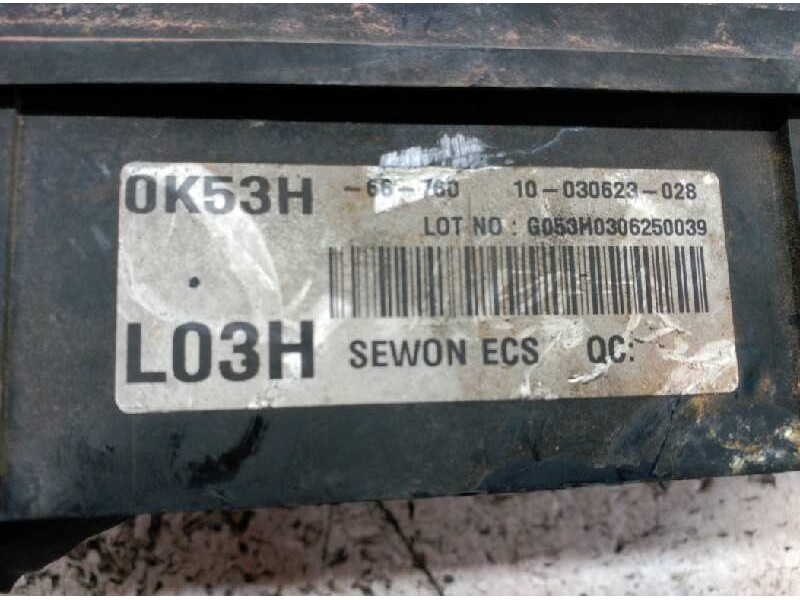 0K53H -66-760 10-030623-028
LOT NO : G053H0306250039
L03H SEWON ECS QC: